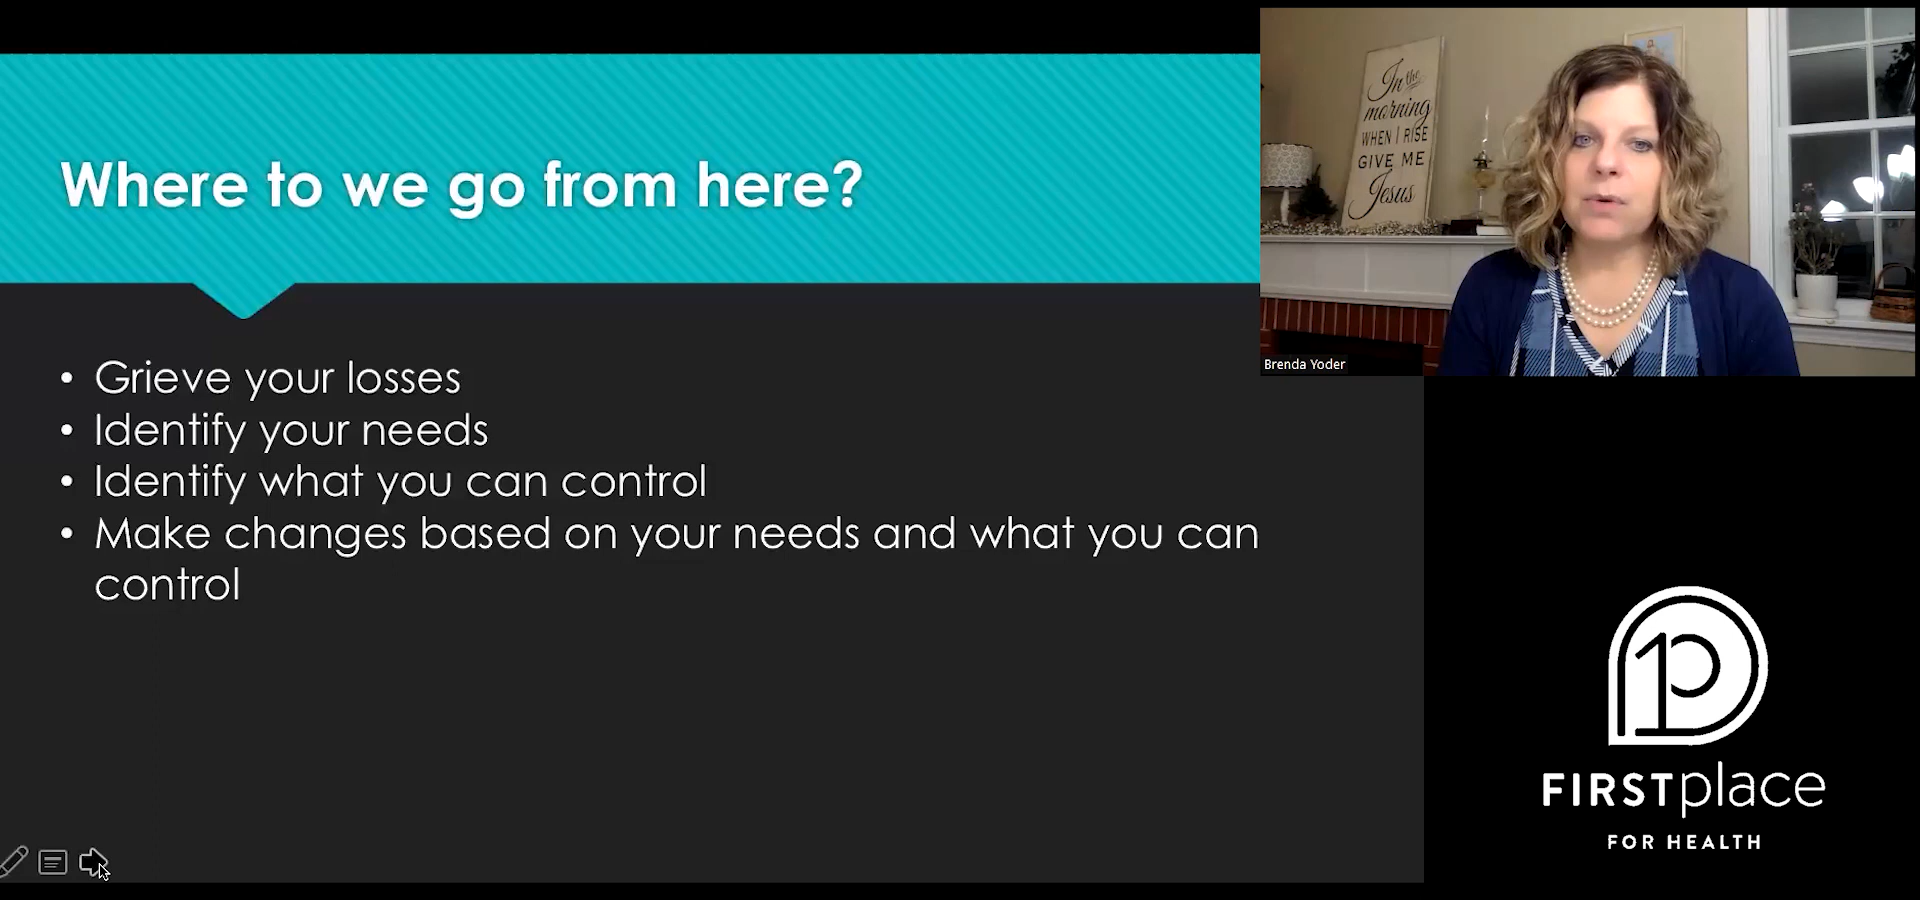 Where to we go from here?
• Grieve your losses
• Identify your needs
• Identify what you can control
• Make changes based on your needs and what you can
control
In the
morning
WHEN I RISE
GIVE ME
Jesus
Brenda Yoder
FIRSTplace
FOR HEALTH